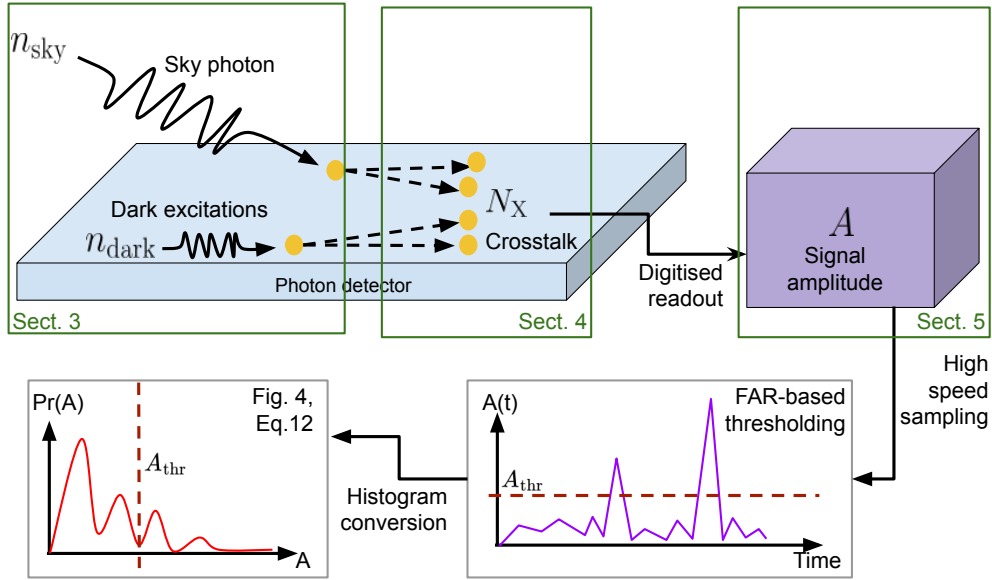 n_sky
Sky photon
Dark excitations
n_dark
N_X
Crosstalk
Photon detector
Sect. 3
Sect. 4
Digitised
readout
A
Signal
amplitude
Sect. 5
High
speed
sampling
FAR-based
thresholding
A(t)
A_thr
Time
Histogram
conversion
Fig. 4,
Eq.12
Pr(A)
A_thr
A